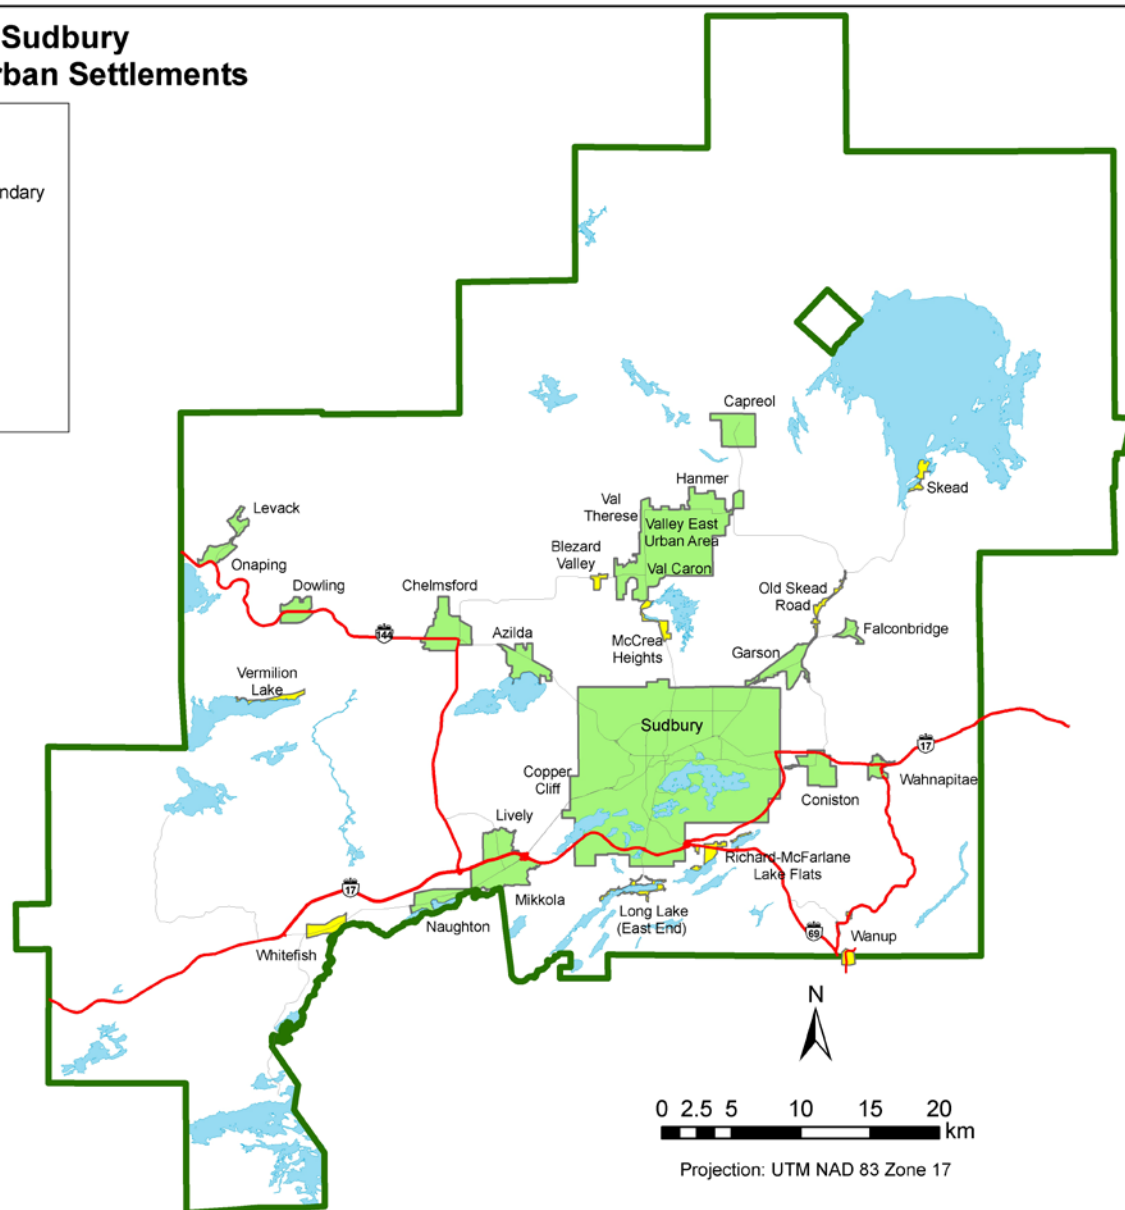 Sudbury
rban Settlements
ndary
Capreol
Hanmer
Skead
Val
Therese
Valley East
Urban Area
Levack
Blezard
Valley
Val Caron
Onaping
Dowling
Chelmsford
Old Skead
Road
144
Azilda
McCrea
Heights
Falconbridge
Garson
Vermilion
Lake
Sudbury
17
Copper
Cliff
Wahnapitae
Coniston
Lively
Richard-McFarlane
Lake Flats
17
Mikkola
Long Lake
(East End)
Naughton
69
Wanup
Whitefish
N
0 2.5 5 10 15 20
km
Projection: UTM NAD 83 Zone 17